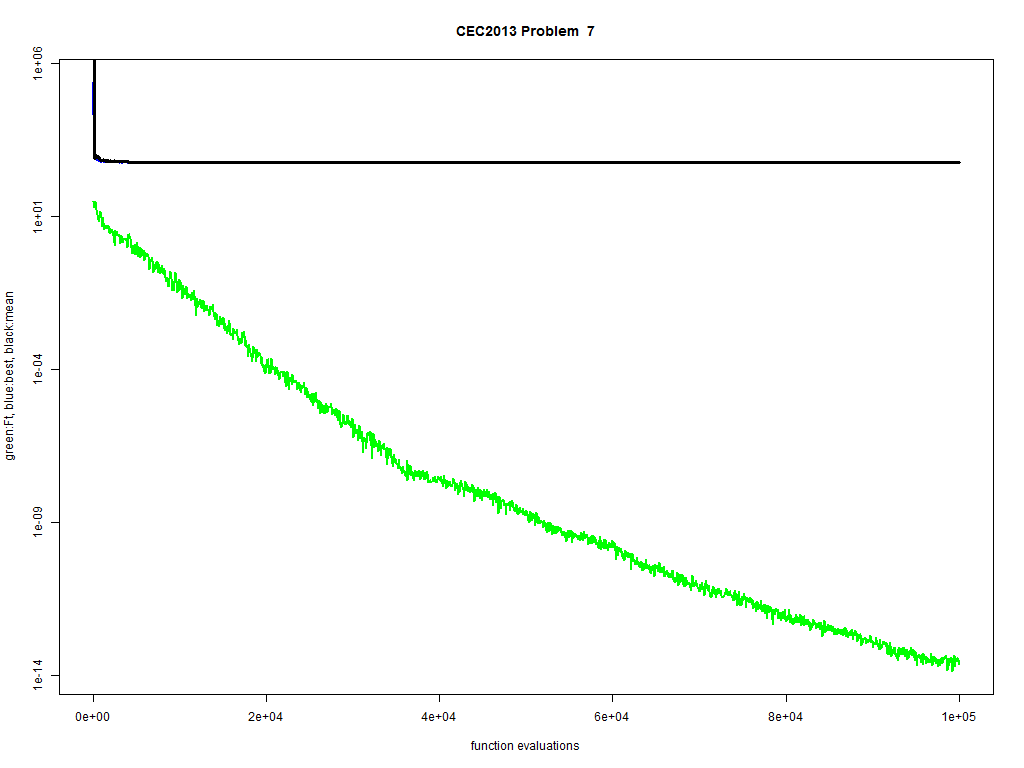 CEC2013 Problem  7
green:Ft, blue:best, black:mean
1e+06
1e+01
1e-04
1e-09
1e-14
0e+00
2e+04
4e+04
6e+04
8e+04
1e+05
function evaluations